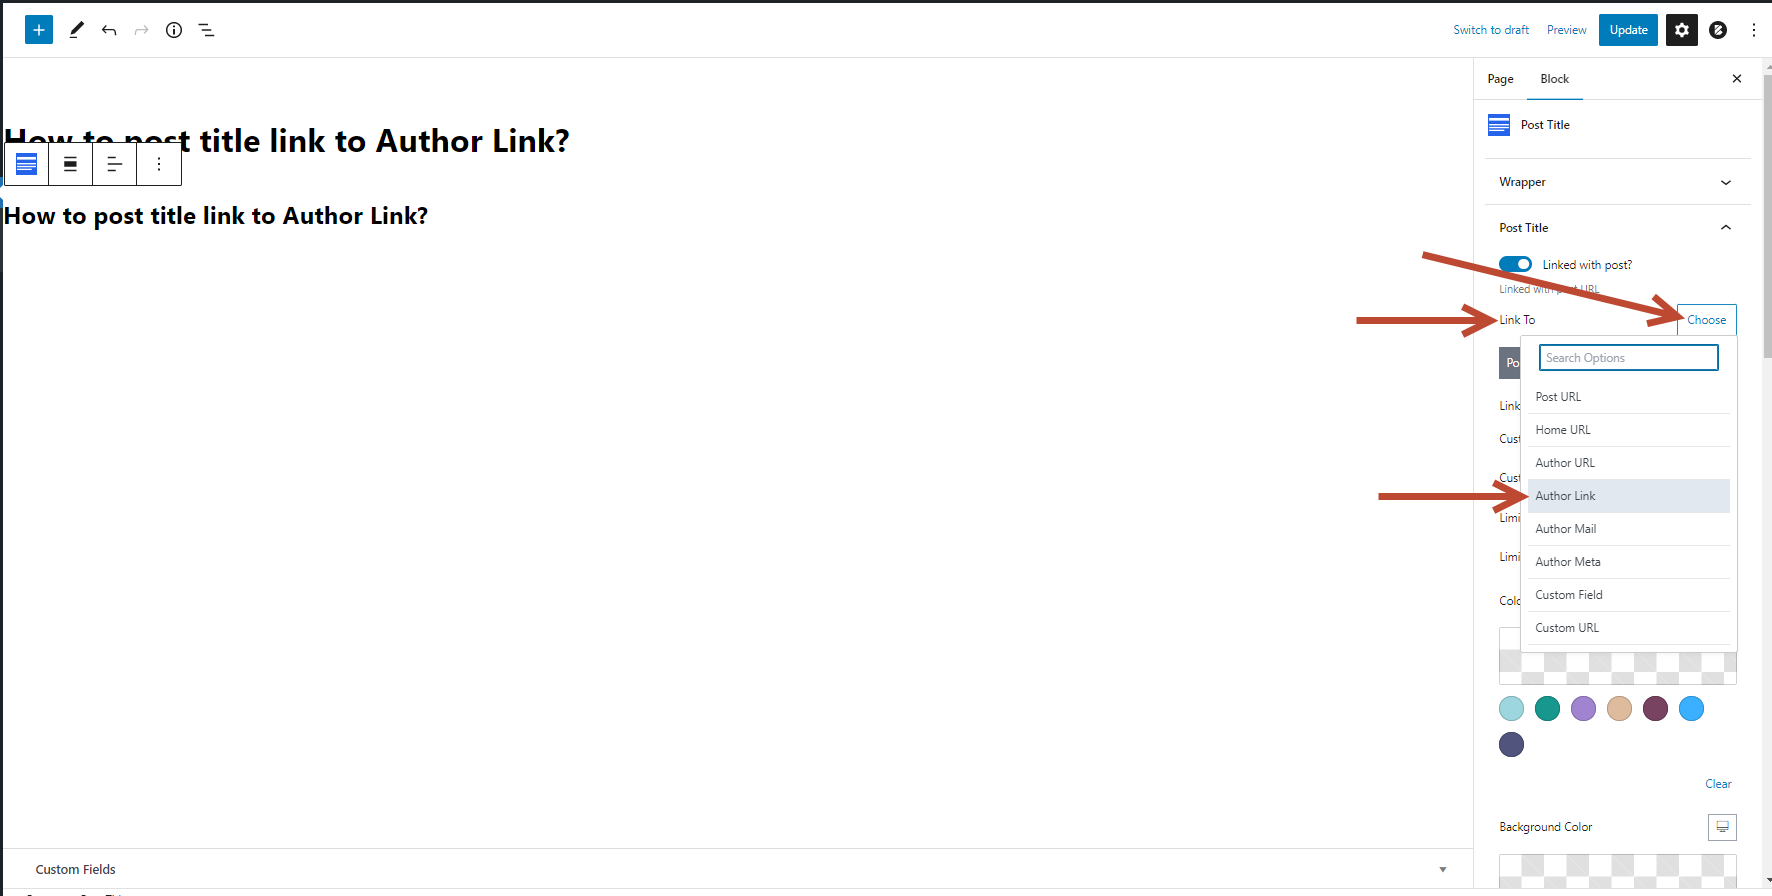 Switch to draft Preview Update
Page Block
How to post title link to Author Link?
How to post title link to Author Link?
Post Title
Wrapper
Post Title
Linked with post?
Linked with post URL
Link To Choose
Po
Search Options
Post URL
Link
Home URL
Cust
Author URL
Cust
Author Link
Limi
Author Mail
Limi
Author Meta
Custom Field
Colo
Custom URL
Clear
Background Color
Custom Fields